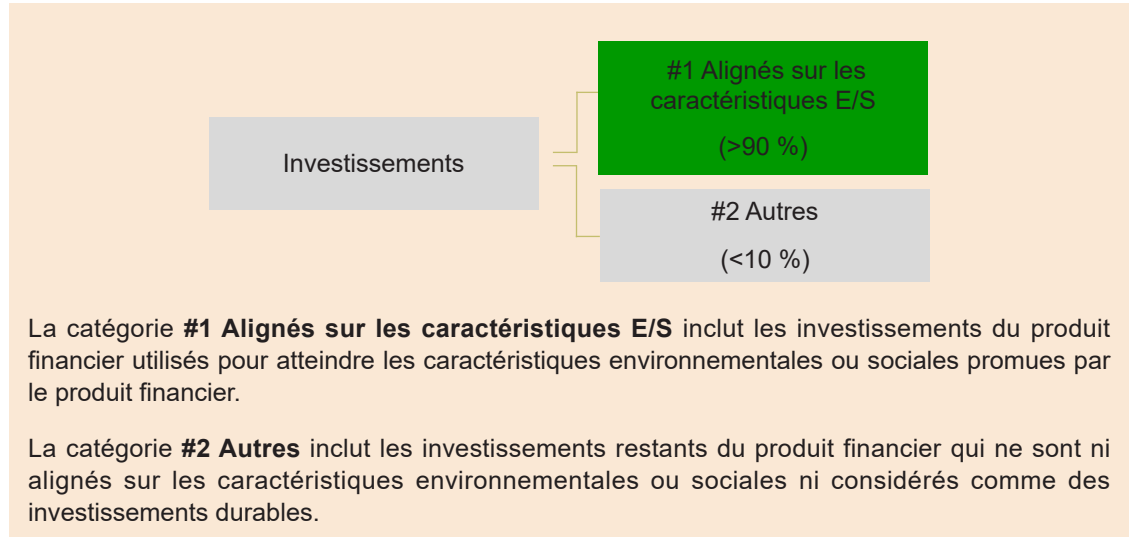 #1 Alignés sur les
caractéristiques E/S
(>90 %)
Investissements
#2 Autres
(<10 %)
La catégorie #1 Alignés sur les caractéristiques E/S inclut les investissements du produit
financier utilisés pour atteindre les caractéristiques environnementales ou sociales promues par
le produit financier.
La catégorie #2 Autres inclut les investissements restants du produit financier qui ne sont ni
alignés sur les caractéristiques environnementales ou sociales ni considérés comme des
investissements durables.